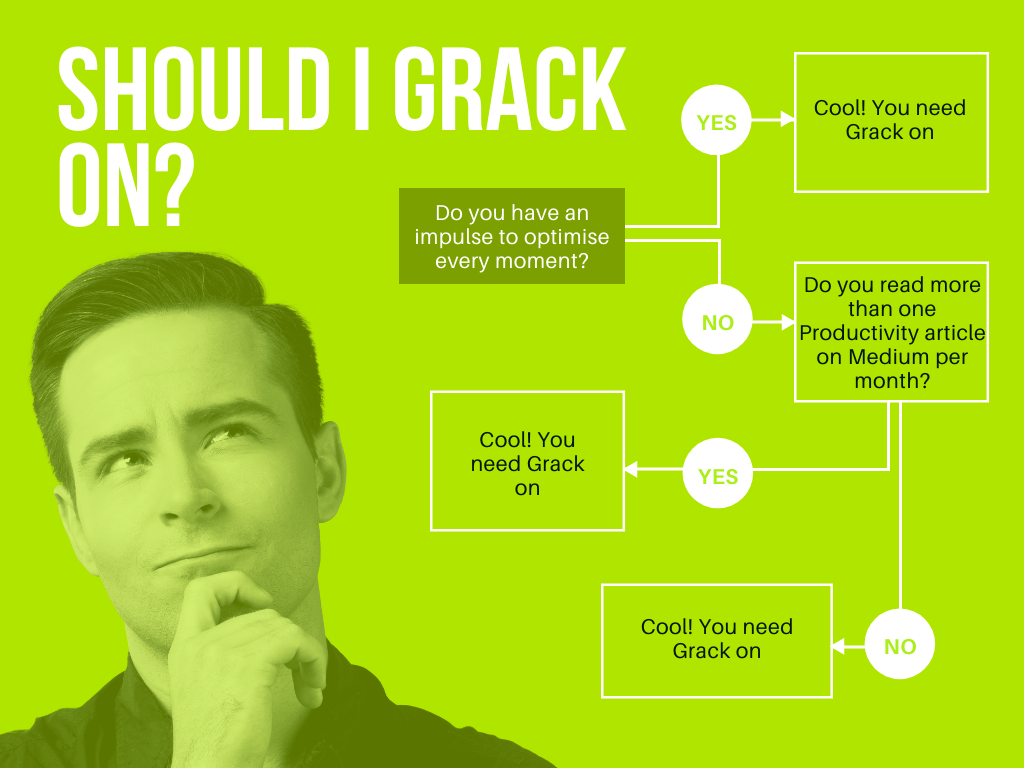 SHOULD I GRACK
ON?
Do you have an
impulse to optimise
every moment?
YES
Cool! You need
Grack on
NO
Do you read more
than one
Productivity article
on Medium per
month?
YES
Cool! You
need Grack
on
NO
Cool! You need
Grack on